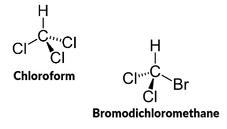 H
Cl C Cl
Cl
Chloroform
H
Cl C Br
Cl
Bromodichloromethane